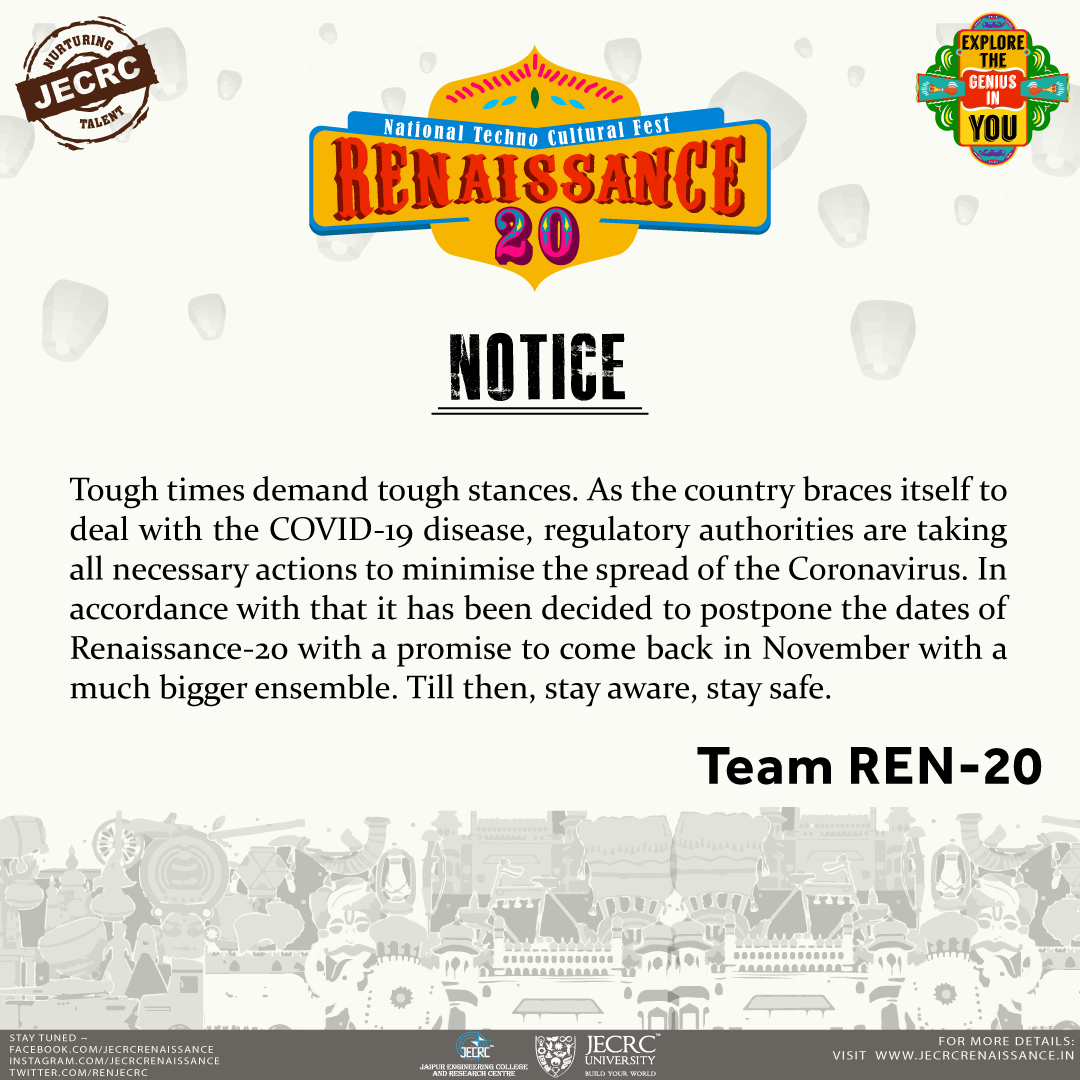 NURTURING
JECRC
TALENT
EXPLORE
THE
GENIUS
IN
YOU
National Techno Cultural Fest
RENAISSANCE
20
NOTICE
Tough times demand tough stances. As the country braces itself to
deal with the COVID-19 disease, regulatory authorities are taking
all necessary actions to minimise the spread of the Coronavirus. In
accordance with that it has been decided to postpone the dates of
Renaissance-20 with a promise to come back in November with a
much bigger ensemble. Till then, stay aware, stay safe.
Team REN-20
STAY TUNED ~
FACEBOOK.COM/JECRCRENAISSANCE
INSTAGRAM.COM/JECRCRENAISSANCE
TWITTER.COM/RENJECRC
JECRC
JAIPUR ENGINEERING COLLEGE
AND RESEARCH CENTRE
JECRC™
UNIVERSITY
BUILD YOUR WORLD
FOR MORE DETAILS:
VISIT WWW.JECRCRENAISSANCE.IN